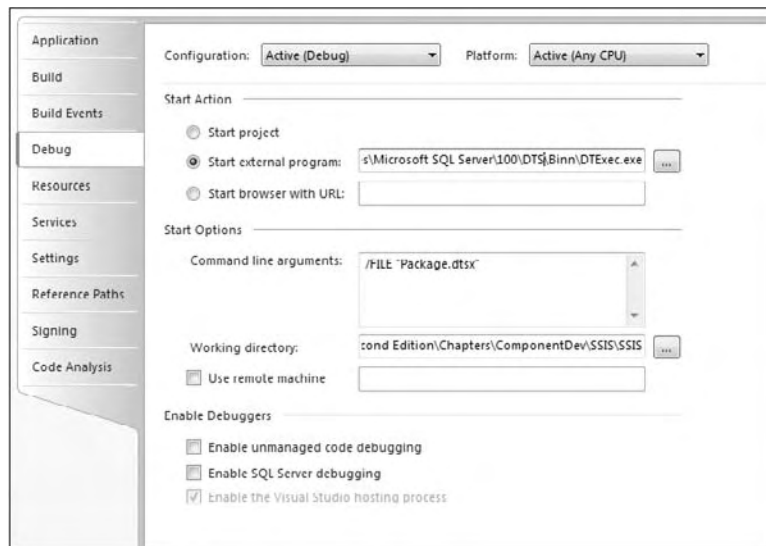 Application
Build
Build Events
Debug
Resources
Services
Settings
Reference Paths
Signing
Code Analysis
Configuration: Active (Debug) Platform: Active (Any CPU)
Start Action
Start project
Start external program: s\Microsoft SQL Server\100\DTS\Binn\DTExec.exe ...
Start browser with URL:
Start Options
Command line arguments: /FILE "Package.dtsx"
Working directory: cond Edition\Chapters\ComponentDev\SSIS\SSIS ...
Use remote machine
Enable Debuggers
Enable unmanaged code debugging
Enable SQL Server debugging
Enable the Visual Studio hosting process